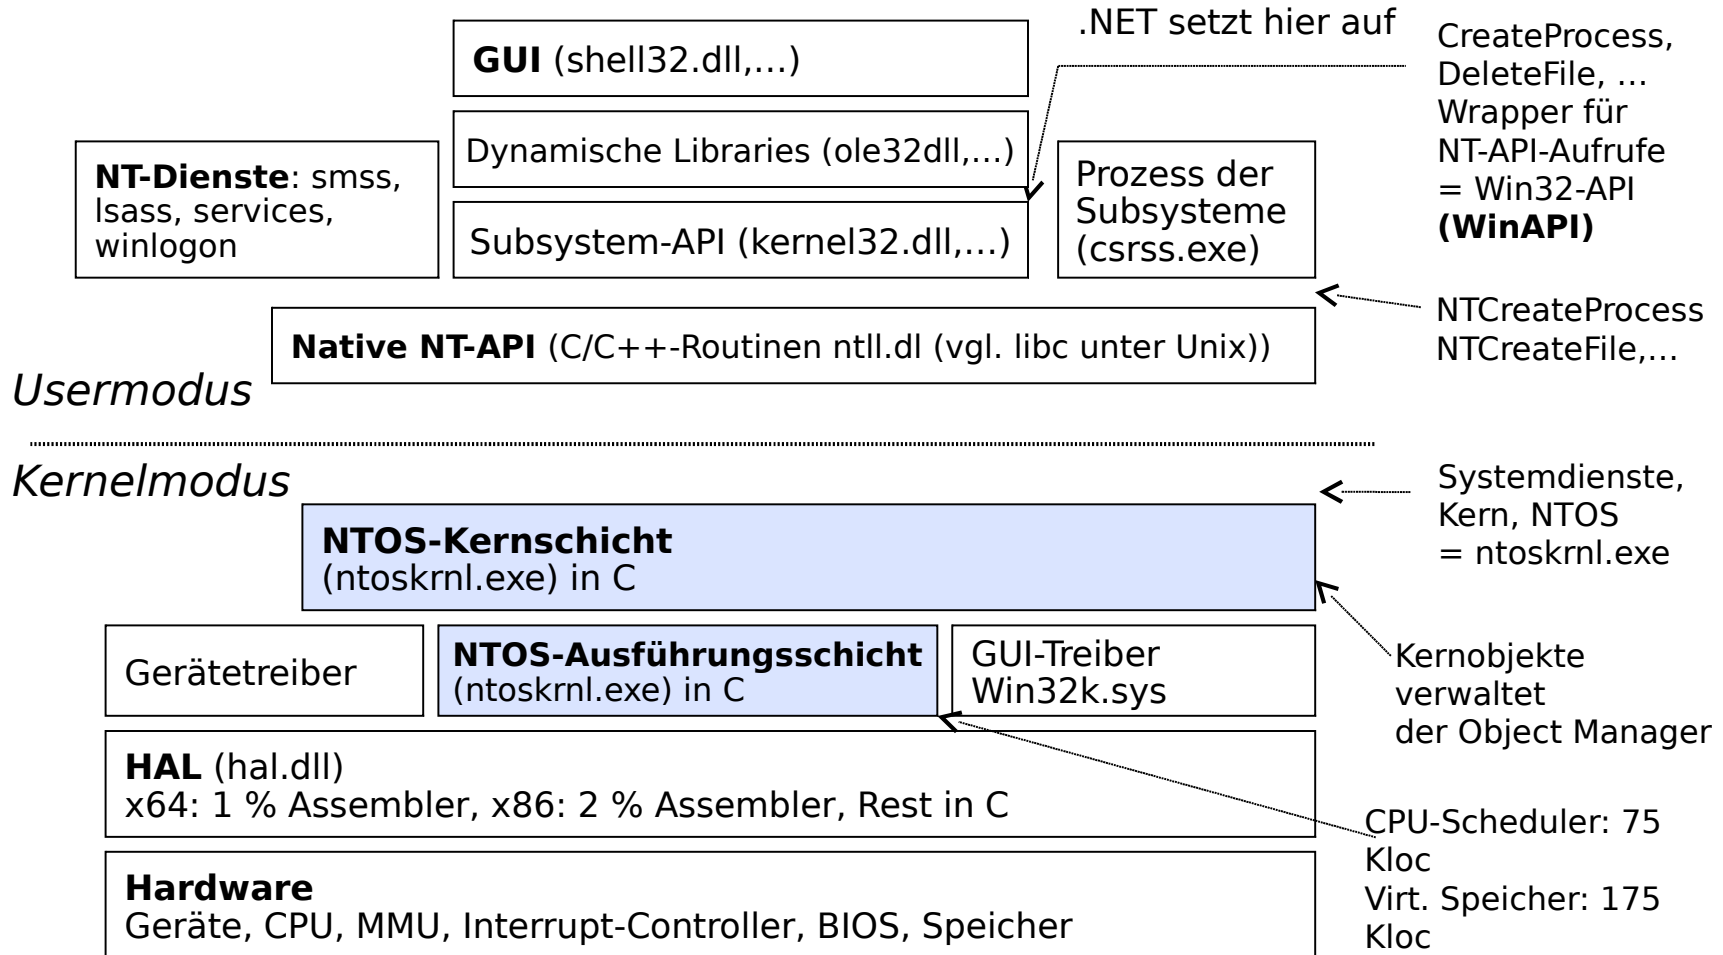 .NET setzt hier auf
GUI (shell32.dll,...)
CreateProcess,
DeleteFile, ...
Wrapper für
NT-API-Aufrufe
= Win32-API
(WinAPI)
Dynamische Libraries (ole32dll,...)
NT-Dienste: smss,
lsass, services,
winlogon
Prozess der
Subsysteme
(csrss.exe)
Subsystem-API (kernel32.dll,...)
NTCreateProcess
NTCreateFile,...
Native NT-API (C/C++-Routinen ntll.dl (vgl. libc unter Unix))
Usermodus
Kernelmodus
Systemdienste,
Kern, NTOS
= ntoskrnl.exe
NTOS-Kernschicht
(ntoskrnl.exe) in C
Gerätetreiber
NTOS-Ausführungsschicht
(ntoskrnl.exe) in C
GUI-Treiber
Win32k.sys
Kernobjekte
verwaltet
der Object Manager
HAL (hal.dll)
x64: 1 % Assembler, x86: 2 % Assembler, Rest in C
CPU-Scheduler: 75
Kloc
Virt. Speicher: 175
Kloc
Hardware
Geräte, CPU, MMU, Interrupt-Controller, BIOS, Speicher